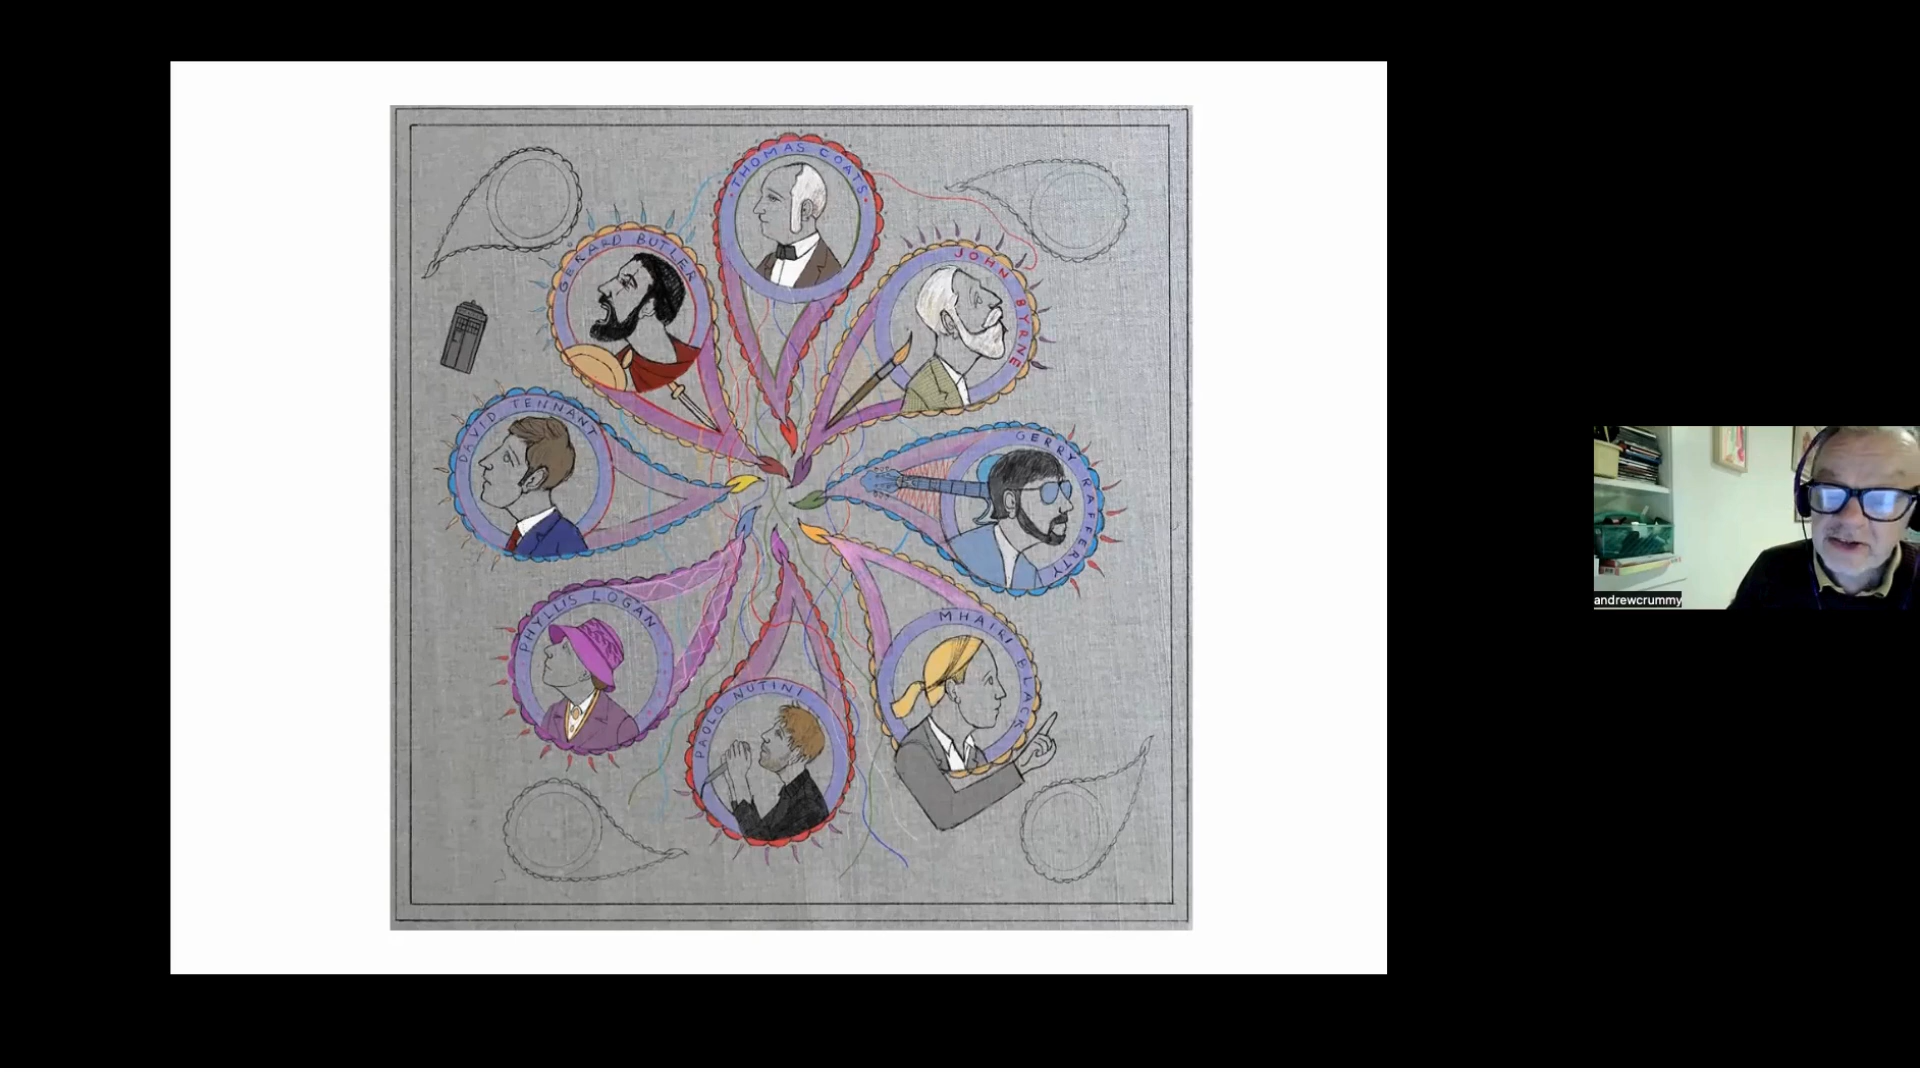 THOMAS COATS
GERARD BUTLER
JOHN BYRNE
DAVID TENNANT
GERRY RAFFERTY
PHYLLIS LOGAN
MHAIRI BLACK
PAOLO NUTINI
andrewcrummy